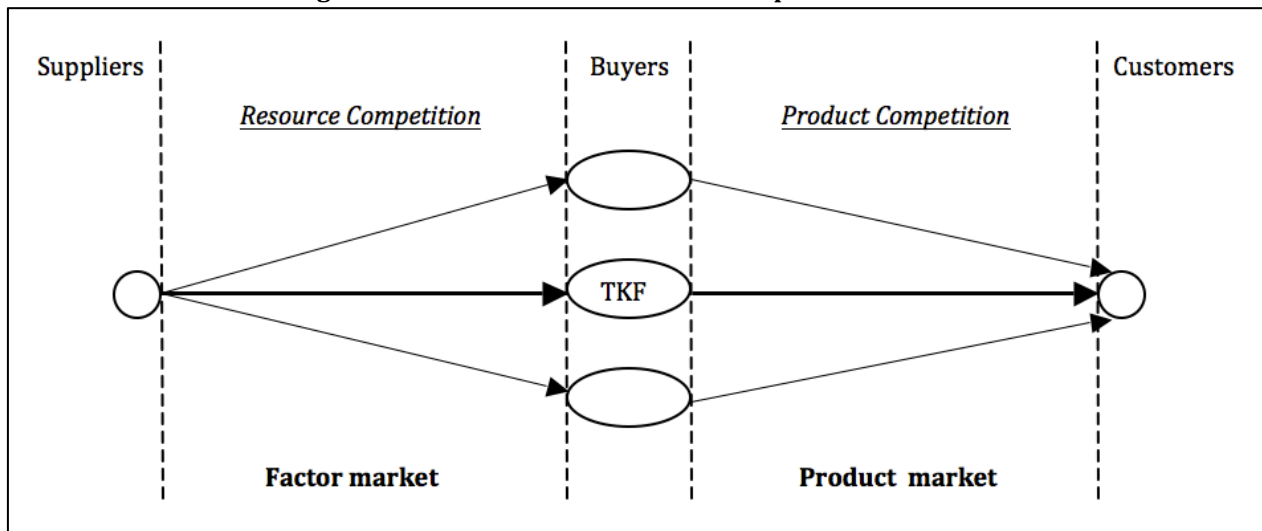 Suppliers
Buyers
Customers
Resource Competition
Product Competition
TKF
Factor market
Product market